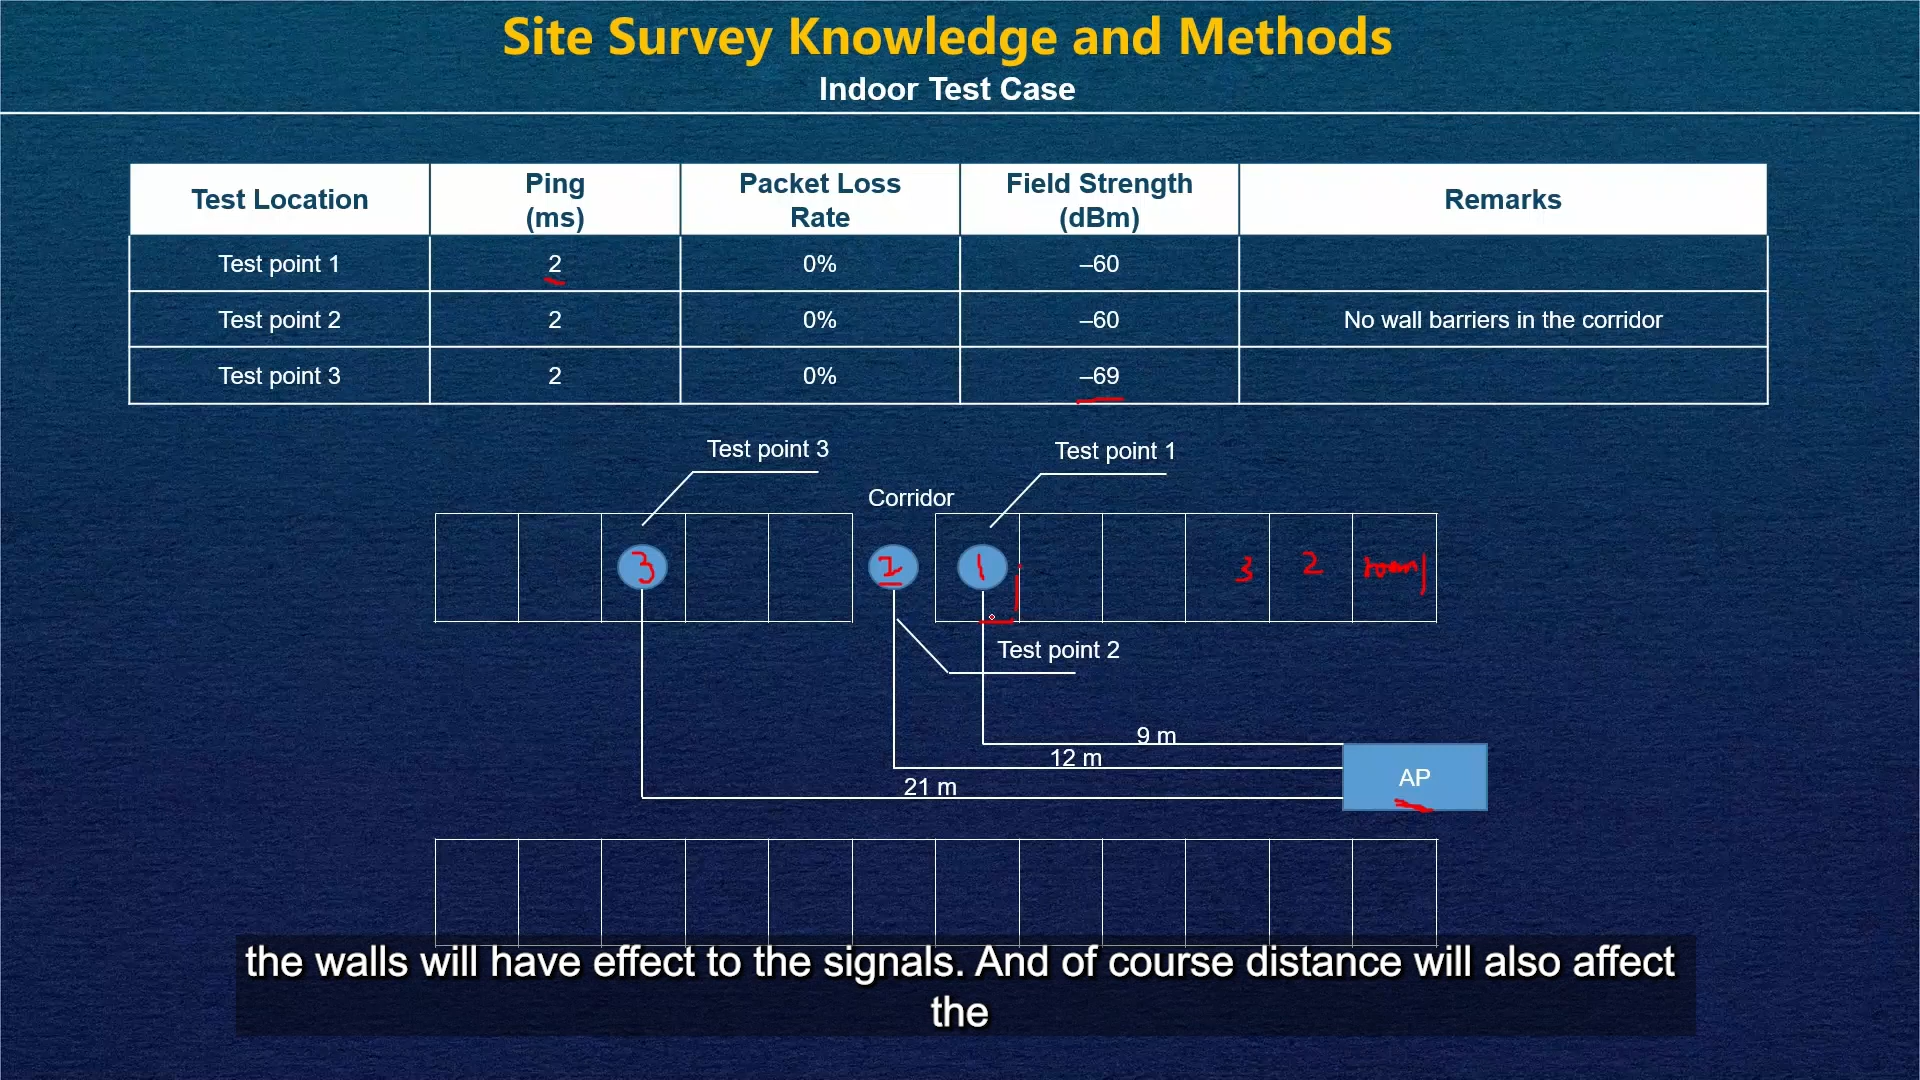 Site Survey Knowledge and Methods
Indoor Test Case
Test Location
Ping
(ms)
Packet Loss
Rate
Field Strength
(dBm)
Remarks
Test point 1
2
0%
–60
Test point 2
2
0%
–60
No wall barriers in the corridor
Test point 3
2
0%
–69
Test point 3
Test point 1
Corridor
3
2
1
3
2
room1
Test point 2
9 m
12 m
21 m
AP
the walls will have effect to the signals. And of course distance will also affect
the